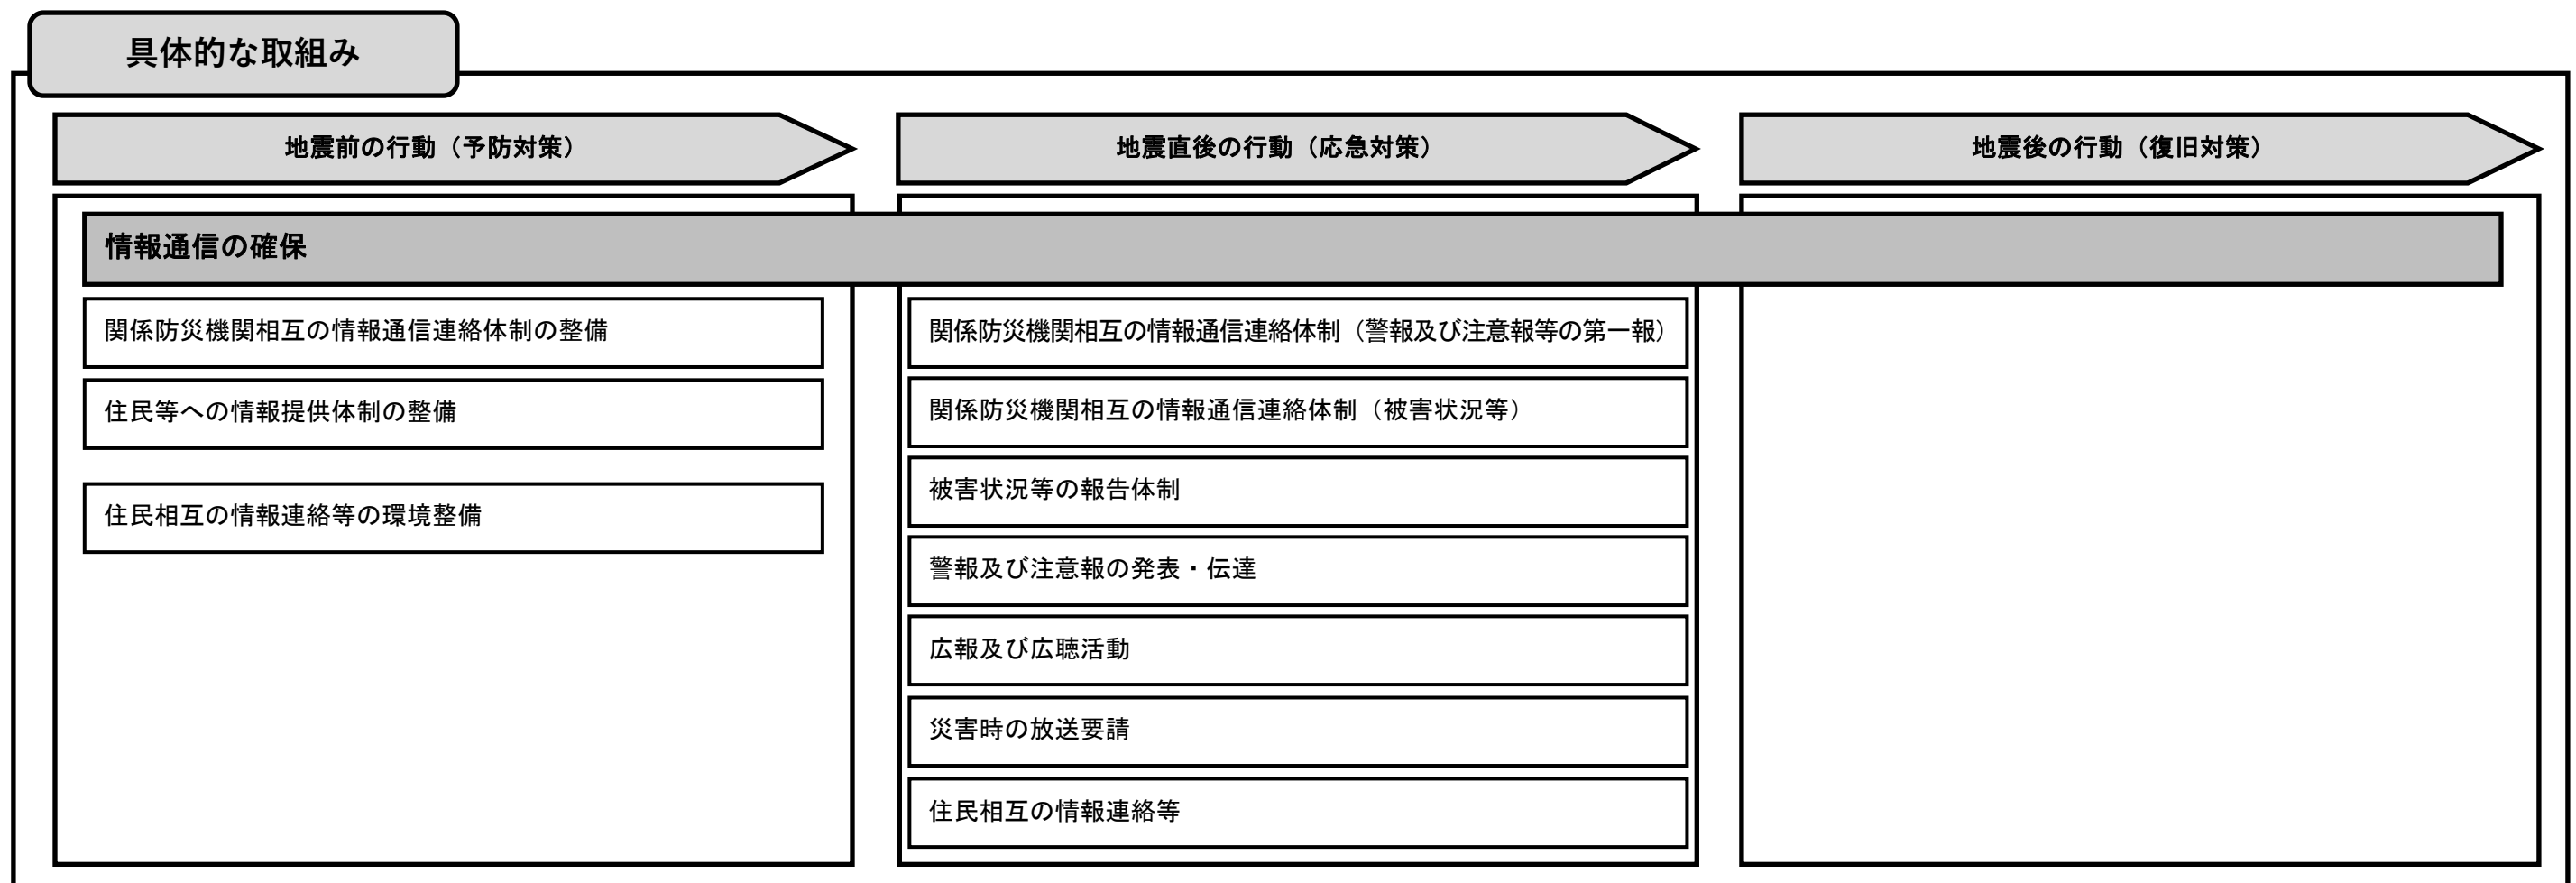 具体的な取組み
地震前の行動（予防対策）
地震直後の行動（応急対策）
地震後の行動（復旧対策）
情報通信の確保
関係防災機関相互の情報通信連絡体制の整備
住民等への情報提供体制の整備
住民相互の情報連絡等の環境整備
関係防災機関相互の情報通信連絡体制（警報及び注意報等の第一報）
関係防災機関相互の情報通信連絡体制（被害状況等）
被害状況等の報告体制
警報及び注意報の発表・伝達
広報及び広聴活動
災害時の放送要請
住民相互の情報連絡等